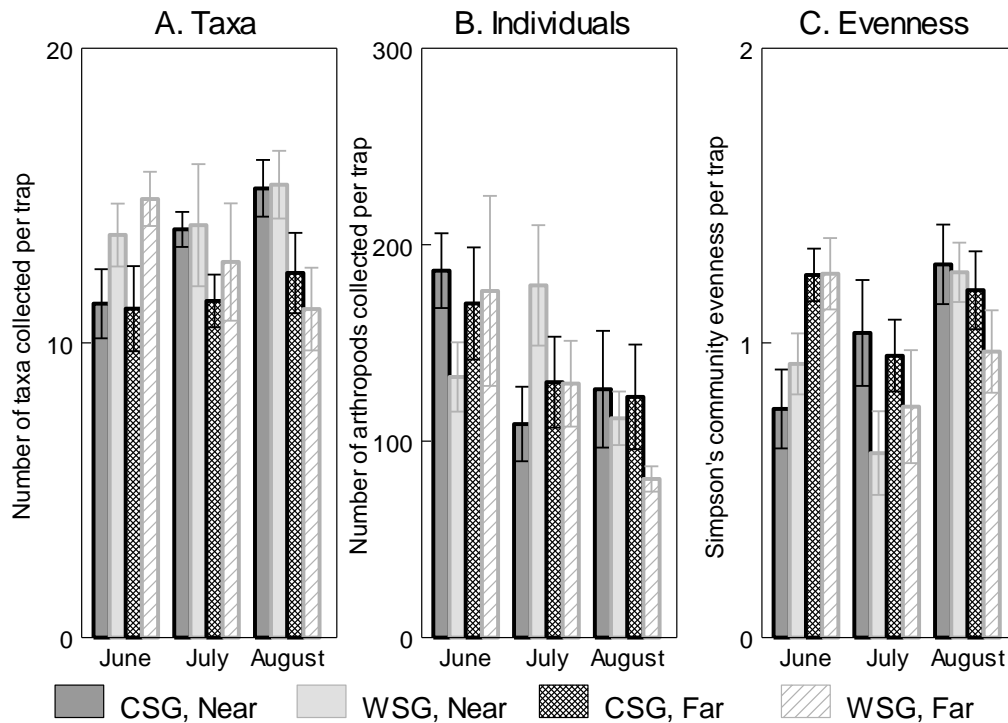 A. Taxa
B. Individuals
C. Evenness
Number of taxa collected per trap
20
10
0
June
July
August
Number of arthropods collected per trap
300
200
100
0
June
July
August
Simpson's community evenness per trap
2
1
0
June
July
August
CSG, Near
WSG, Near
CSG, Far
WSG, Far